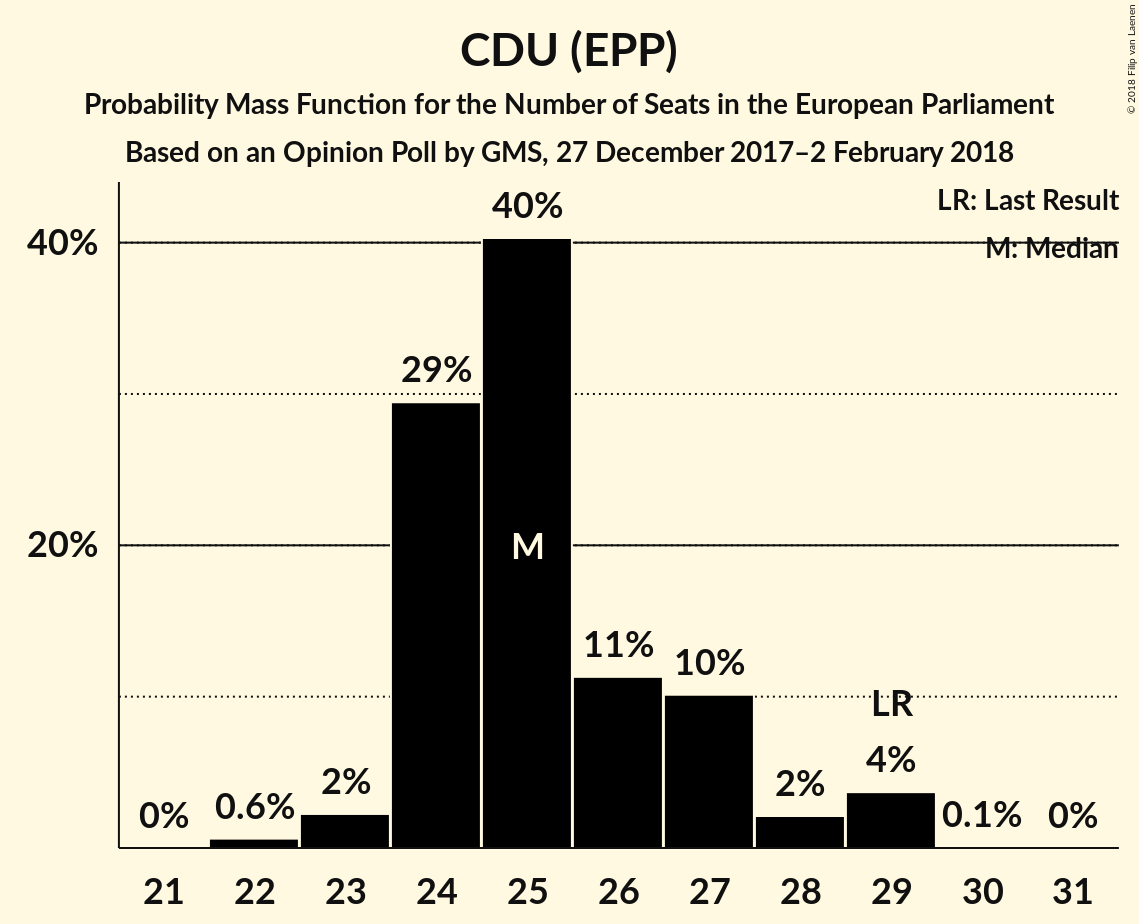 CDU (EPP)
Probability Mass Function for the Number of Seats in the European Parliament
Based on an Opinion Poll by GMS, 27 December 2017–2 February 2018
© 2018 Filip van Laenen
LR: Last Result
M: Median
40%
20%
0%
0.6%
2%
29%
40%
M
11%
10%
2%
LR
4%
0.1%
0%
21 22 23 24 25 26 27 28 29 30 31